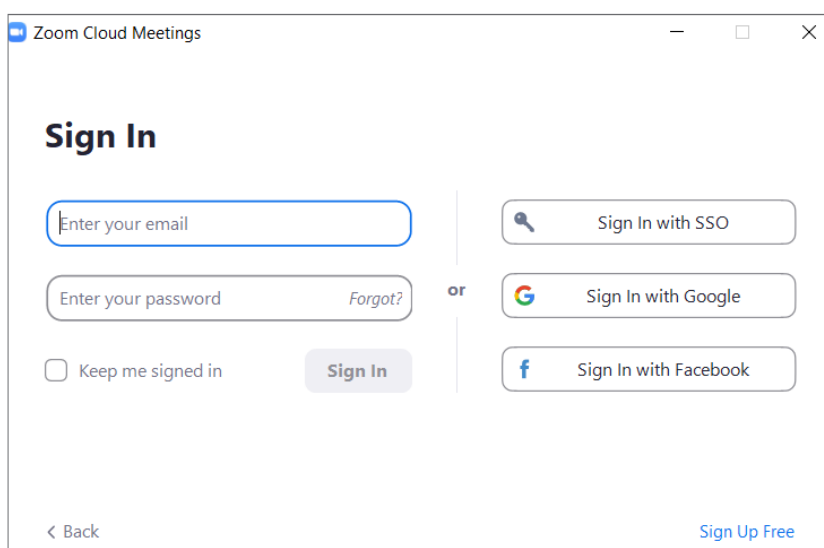 Zoom Cloud Meetings
Sign In
Enter your email
Enter your password Forgot?
Keep me signed in Sign In
or
Sign In with SSO
Sign In with Google
Sign In with Facebook
Back
Sign Up Free